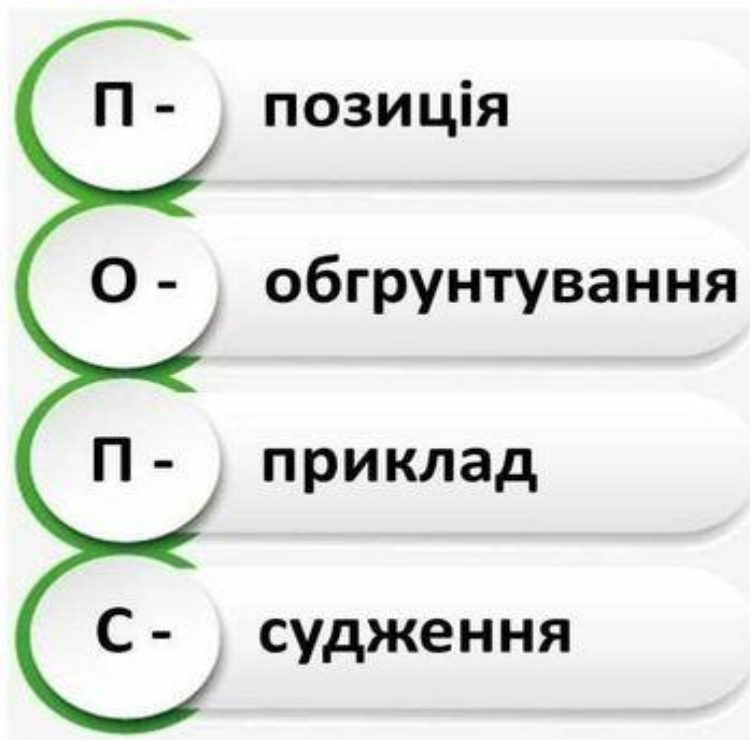 П - позиція
О - обгрунтування
П - приклад
С - судження